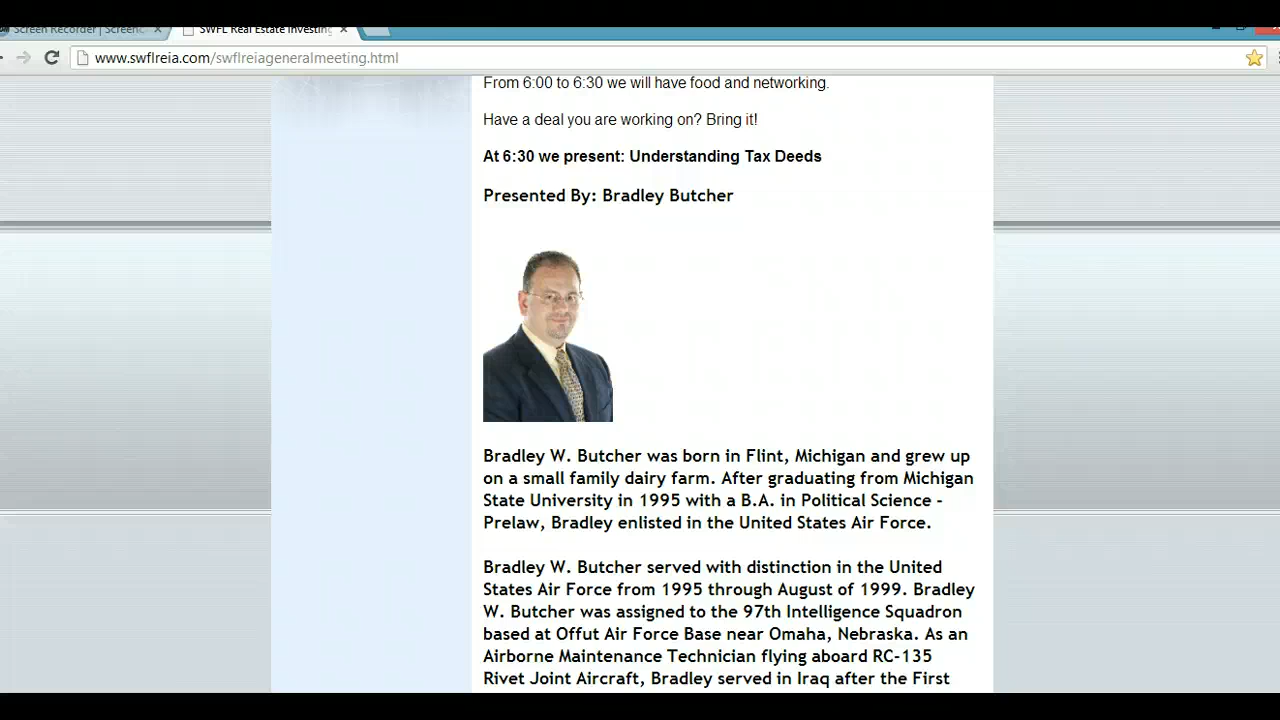 Screen Recorder | Screenc
SWFL Real Estate Investing
www.swflreia.com/swflreiageneralmeeting.html
From 6:00 to 6:30 we will have food and networking.
Have a deal you are working on? Bring it!
At 6:30 we present: Understanding Tax Deeds
Presented By: Bradley Butcher
Bradley W. Butcher was born in Flint, Michigan and grew up
on a small family dairy farm. After graduating from Michigan
State University in 1995 with a B.A. in Political Science -
Prelaw, Bradley enlisted in the United States Air Force.
Bradley W. Butcher served with distinction in the United
States Air Force from 1995 through August of 1999. Bradley
W. Butcher was assigned to the 97th Intelligence Squadron
based at Offut Air Force Base near Omaha, Nebraska. As an
Airborne Maintenance Technician flying aboard RC-135
Rivet Joint Aircraft, Bradley served in Iraq after the First